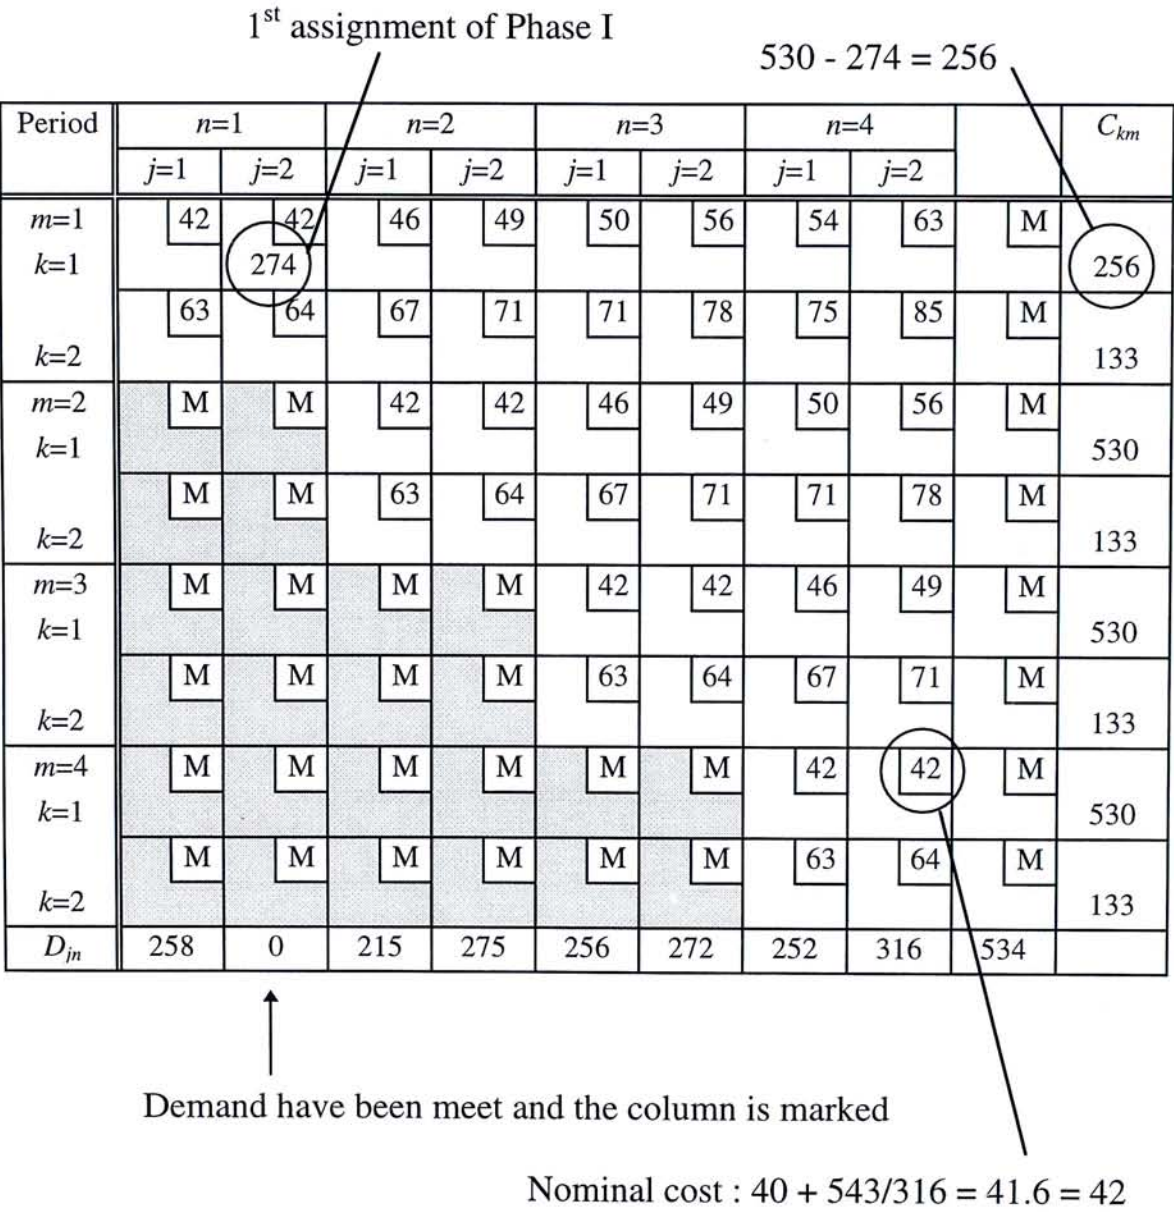 1st assignment of Phase I
530 - 274 = 256
Period n=1 n=2 n=3 n=4 Ckm
j=1 j=2 j=1 j=2 j=1 j=2 j=1 j=2
m=1 42 42 46 49 50 56 54 63 M
k=1 274 256
63 64 67 71 71 78 75 85 M
k=2 133
m=2 M M 42 42 46 49 50 56 M
k=1 530
M M 63 64 67 71 71 78 M
k=2 133
m=3 M M M M 42 42 46 49 M
k=1 530
M M M M 63 64 67 71 M
k=2 133
m=4 M M M M M M 42 42 M
k=1 530
M M M M M M 63 64 M
k=2 133
Djn 258 0 215 275 256 272 252 316 534
Demand have been meet and the column is marked
Nominal cost : 40 + 543/316 = 41.6 = 42